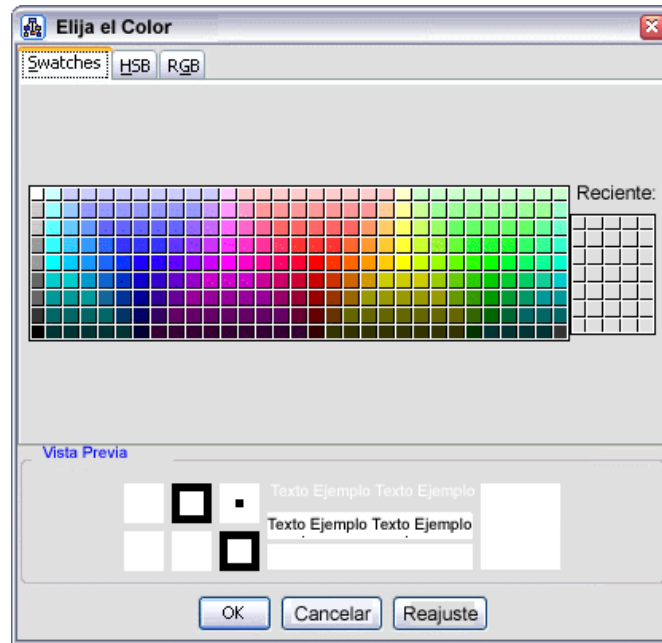 Elija el Color
Swatches HSB RGB
Reciente:
Vista Previa
Texto Ejemplo Texto Ejemplo
Texto Ejemplo Texto Ejemplo
OK Cancelar Reajuste